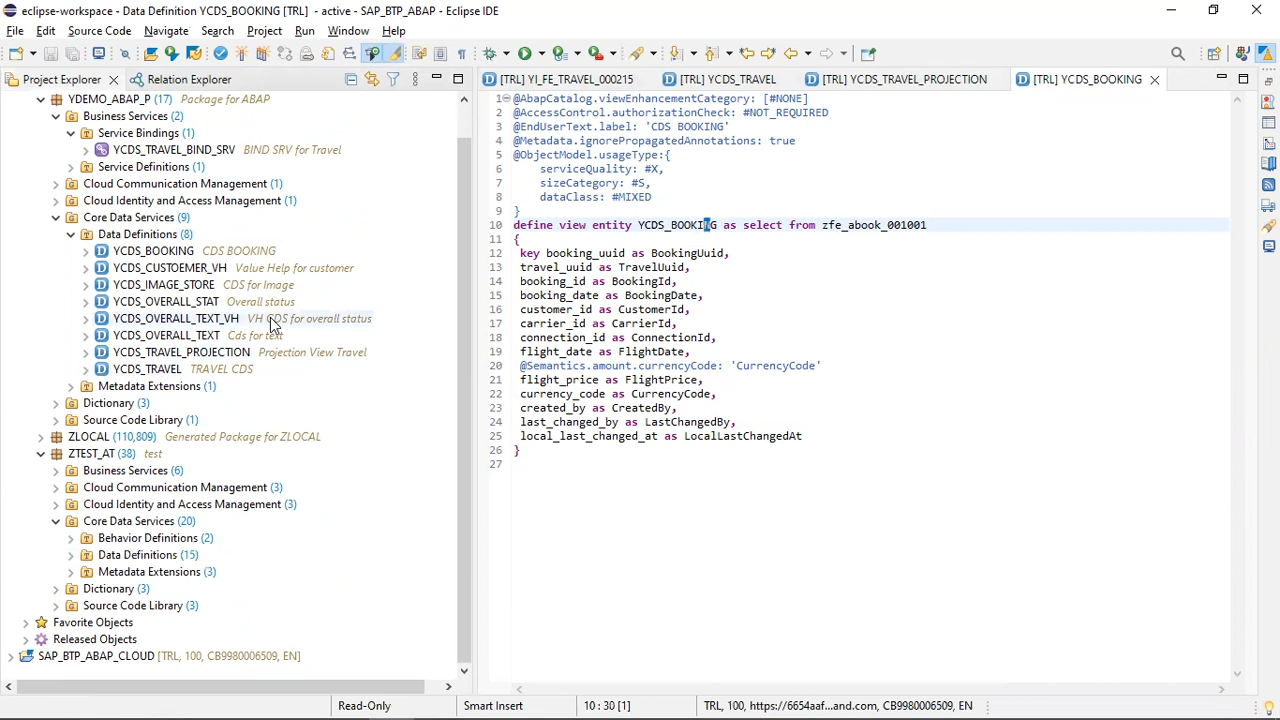 eclipse-workspace - Data Definition YCDS_BOOKING [TRL] - active - SAP_BTP_ABAP - Eclipse IDE
File Edit Source Code Navigate Search Project Run Window Help
Project Explorer Relation Explorer
YDEMO_ABAP_P (17) Package for ABAP
Business Services (2)
Service Bindings (1)
YCDS_TRAVEL_BIND_SRV BIND SRV for Travel
Service Definitions (1)
Cloud Communication Management (1)
Cloud Identity and Access Management (1)
Core Data Services (9)
Data Definitions (8)
YCDS_BOOKING CDS BOOKING
YCDS_CUSTOEMER_VH Value Help for customer
YCDS_IMAGE_STORE CDS for Image
YCDS_OVERALL_STAT Overall status
YCDS_OVERALL_TEXT_VH VH CDS for overall status
YCDS_OVERALL_TEXT Cds for text
YCDS_TRAVEL_PROJECTION Projection View Travel
YCDS_TRAVEL TRAVEL CDS
Metadata Extensions (1)
Dictionary (3)
Source Code Library (1)
ZLOCAL (110,809) Generated Package for ZLOCAL
ZTEST_AT (38) test
Business Services (6)
Cloud Communication Management (3)
Cloud Identity and Access Management (3)
Core Data Services (20)
Behavior Definitions (2)
Data Definitions (15)
Metadata Extensions (3)
Dictionary (3)
Source Code Library (3)
Favorite Objects
Released Objects
SAP_BTP_ABAP_CLOUD [TRL, 100, CB9980006509, EN]
[TRL] YI_FE_TRAVEL_000215 [TRL] YCDS_TRAVEL [TRL] YCDS_TRAVEL_PROJECTION [TRL] YCDS_BOOKING
1 @AbapCatalog.viewEnhancementCategory: [#NONE]
2 @AccessControl.authorizationCheck: #NOT_REQUIRED
3 @EndUserText.label: 'CDS BOOKING'
4 @Metadata.ignorePropagatedAnnotations: true
5 @ObjectModel.usageType:{
6 serviceQuality: #X,
7 sizeCategory: #S,
8 dataClass: #MIXED
9 }
10 define view entity YCDS_BOOKING as select from zfe_abook_001001
11 {
12 key booking_uuid as BookingUuid,
13 travel_uuid as TravelUuid,
14 booking_id as BookingId,
15 booking_date as BookingDate,
16 customer_id as CustomerId,
17 carrier_id as CarrierId,
18 connection_id as ConnectionId,
19 flight_date as FlightDate,
20 @Semantics.amount.currencyCode: 'CurrencyCode'
21 flight_price as FlightPrice,
22 currency_code as CurrencyCode,
23 created_by as CreatedBy,
24 last_changed_by as LastChangedBy,
25 local_last_changed_at as LocalLastChangedAt
26 }
27
Read-Only Smart Insert 10 : 30 [1] TRL, 100, https://6654aaf...and.com, CB9980006509, EN